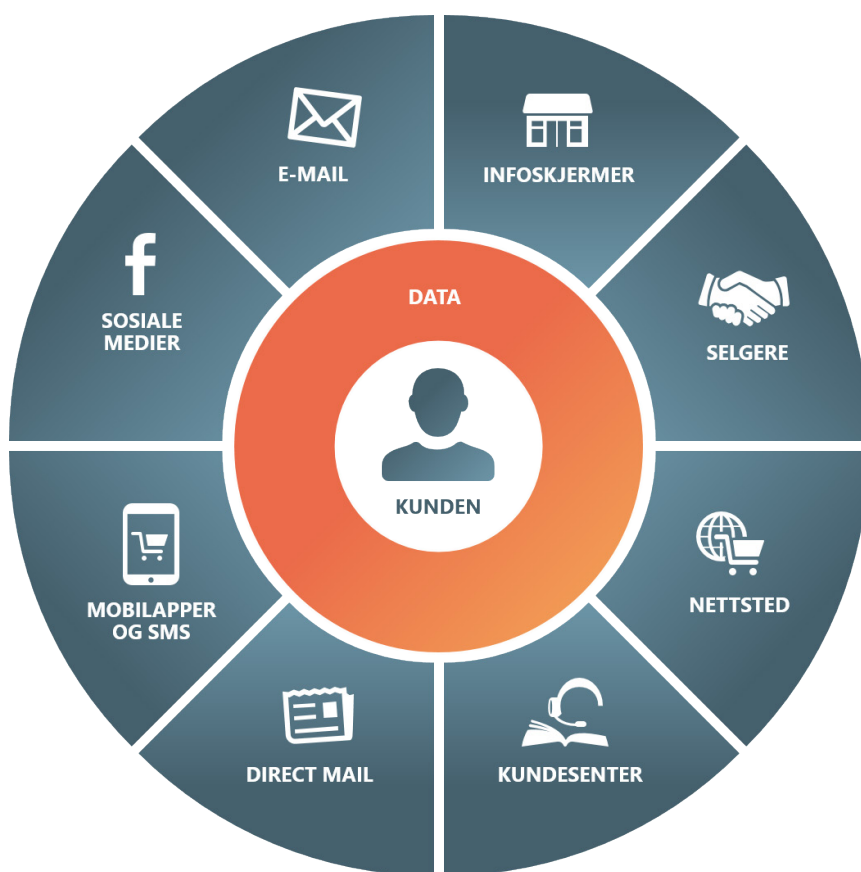 E-MAIL
INFOSKJERMER
SOSIALE
MEDIER
DATA
SELGERE
KUNDEN
MOBILAPPER
OG SMS
NETTSTED
DIRECT MAIL
KUNDESENTER